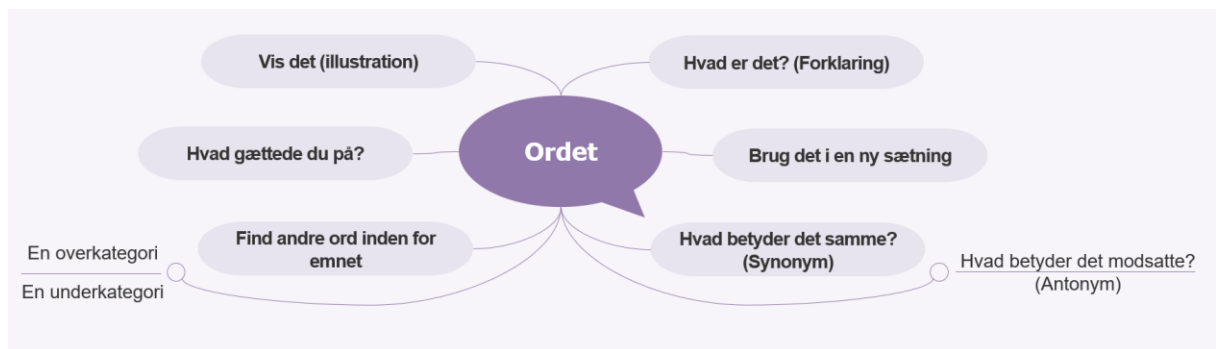 Vis det (illustration)
Hvad er det? (Forklaring)
Ordet
Hvad gættede du på?
Brug det i en ny sætning
Find andre ord inden for
emnet
Hvad betyder det samme?
(Synonym)
En overkategori
En underkategori
Hvad betyder det modsatte?
(Antonym)